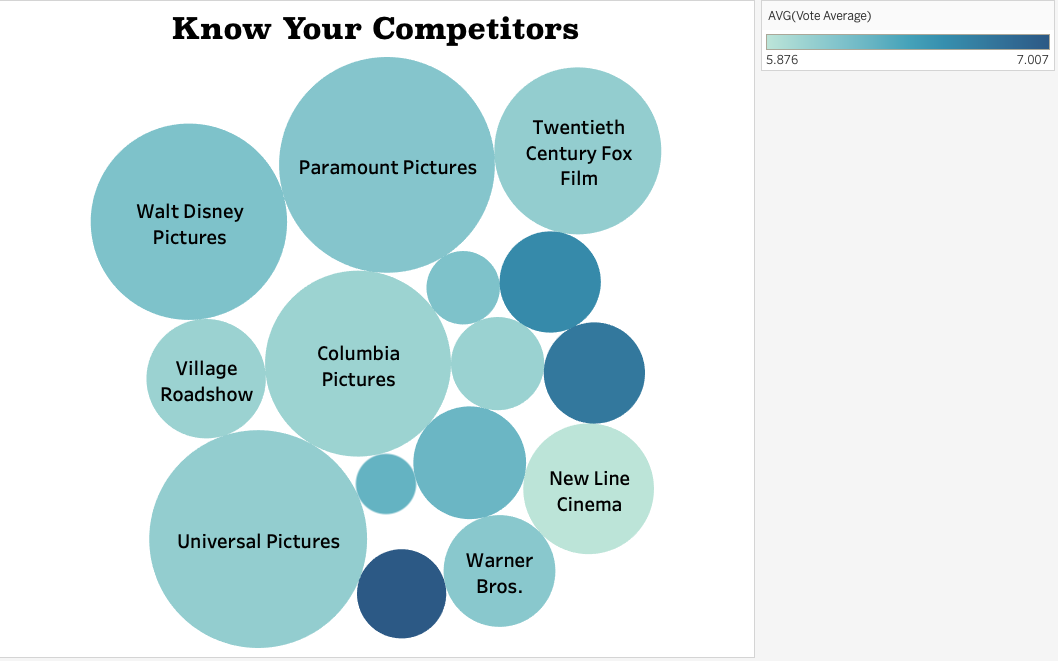 Know Your Competitors
AVG(Vote Average)
5.876
7.007
Paramount Pictures
Twentieth
Century Fox
Film
Walt Disney
Pictures
Columbia
Pictures
Village
Roadshow
New Line
Cinema
Universal Pictures
Warner
Bros.